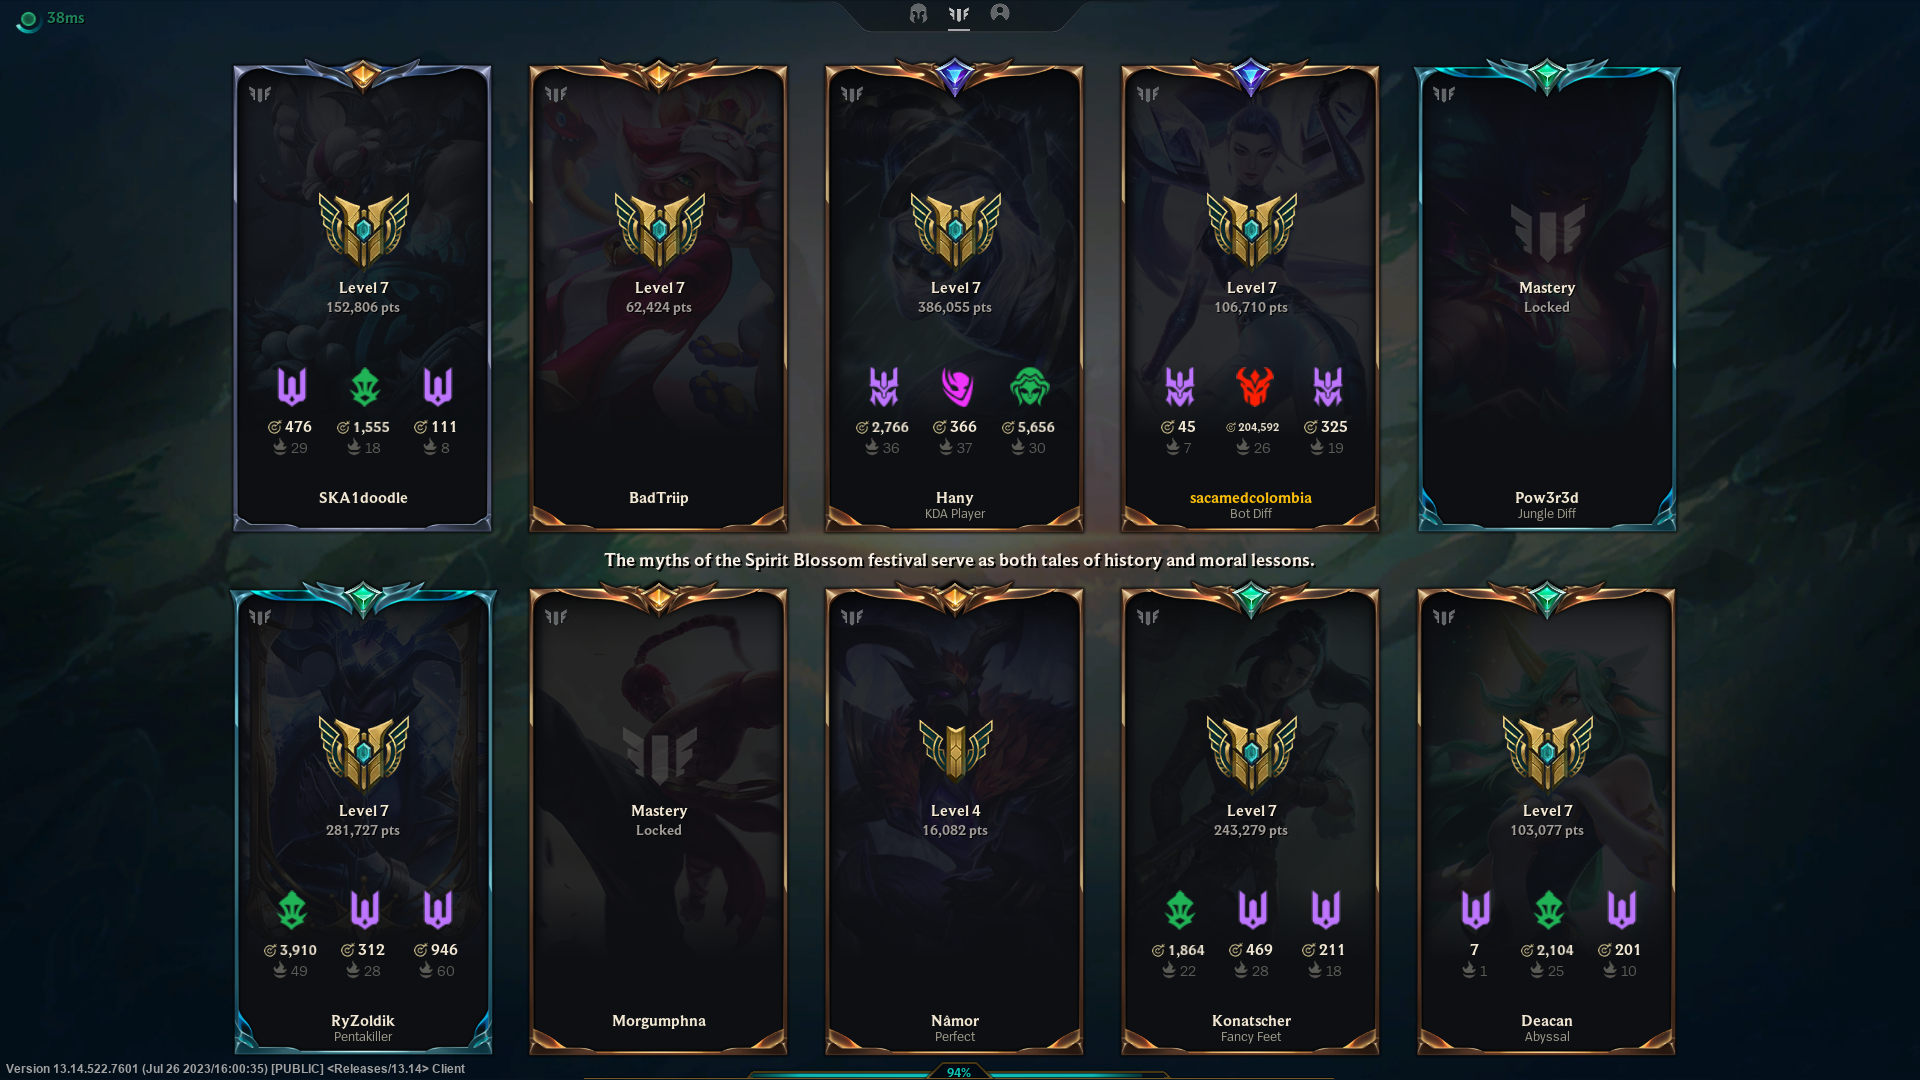 38ms
Level 7
152,806 pts
476
1,555
111
29
18
8
SKA1doodle
Level 7
62,424 pts
BadTriip
Level 7
386,055 pts
2,766
366
5,656
36
37
30
Hany
KDA Player
Level 7
106,710 pts
45
204,592
325
7
26
19
sacamedcolombia
Bot Diff
Mastery
Locked
Pow3r3d
Jungle Diff
The myths of the Spirit Blossom festival serve as both tales of history and moral lessons.
Level 7
281,727 pts
3,910
312
946
49
28
60
RyZoldik
Pentakiller
Mastery
Locked
Morgumphna
Level 4
16,082 pts
Nâmor
Perfect
Level 7
243,279 pts
1,864
469
211
22
28
18
Konatscher
Fancy Feet
Level 7
103,077 pts
7
2,104
201
1
25
10
Deacan
Abyssal
Version 13.14.522.7601 (Jul 26 2023/16:00:35) [PUBLIC] <Releases/13.14> Client
94%